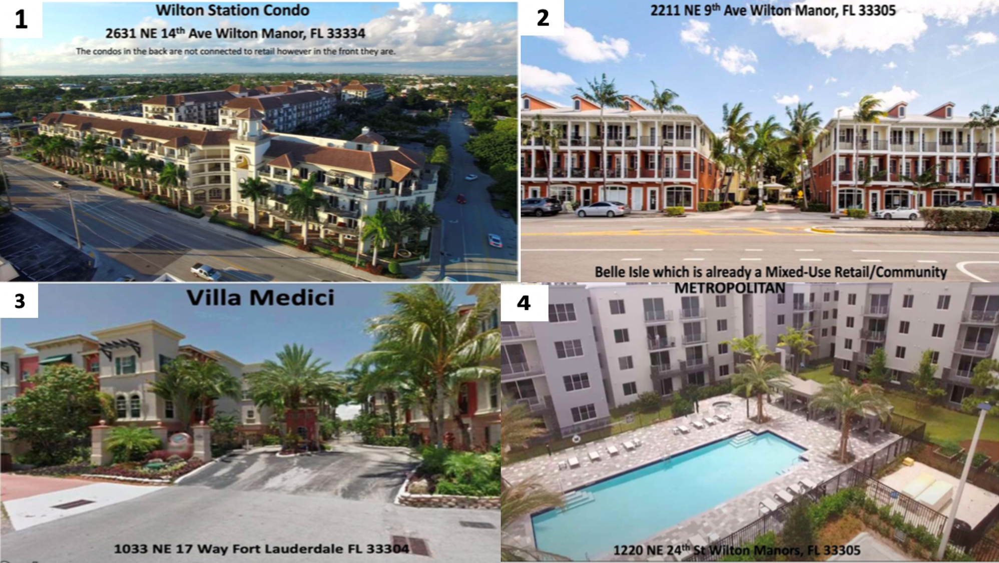 1
Wilton Station Condo
2631 NE 14th Ave Wilton Manor, FL 33334
The condos in the back are not connected to retail however in the front they are.
2
2211 NE 9th Ave Wilton Manor, FL 33305
Belle Isle which is already a Mixed-Use Retail/Community
3
Villa Medici
1033 NE 17 Way Fort Lauderdale FL 33304
4
METROPOLITAN
1220 NE 24th St Wilton Manors, FL 33305